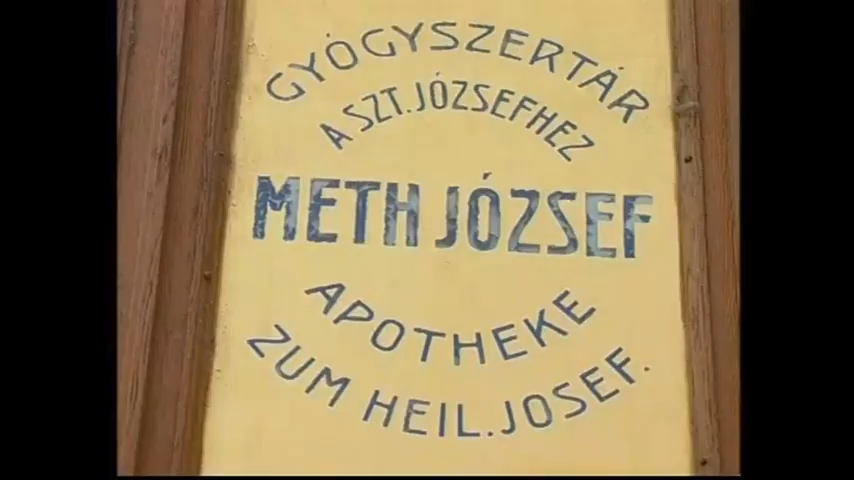 GYÓGYSZERTÁR
A SZT. JÓZSEFHEZ
METH JÓZSEF
APOTHEKE
ZUM HEIL. JOSEF.